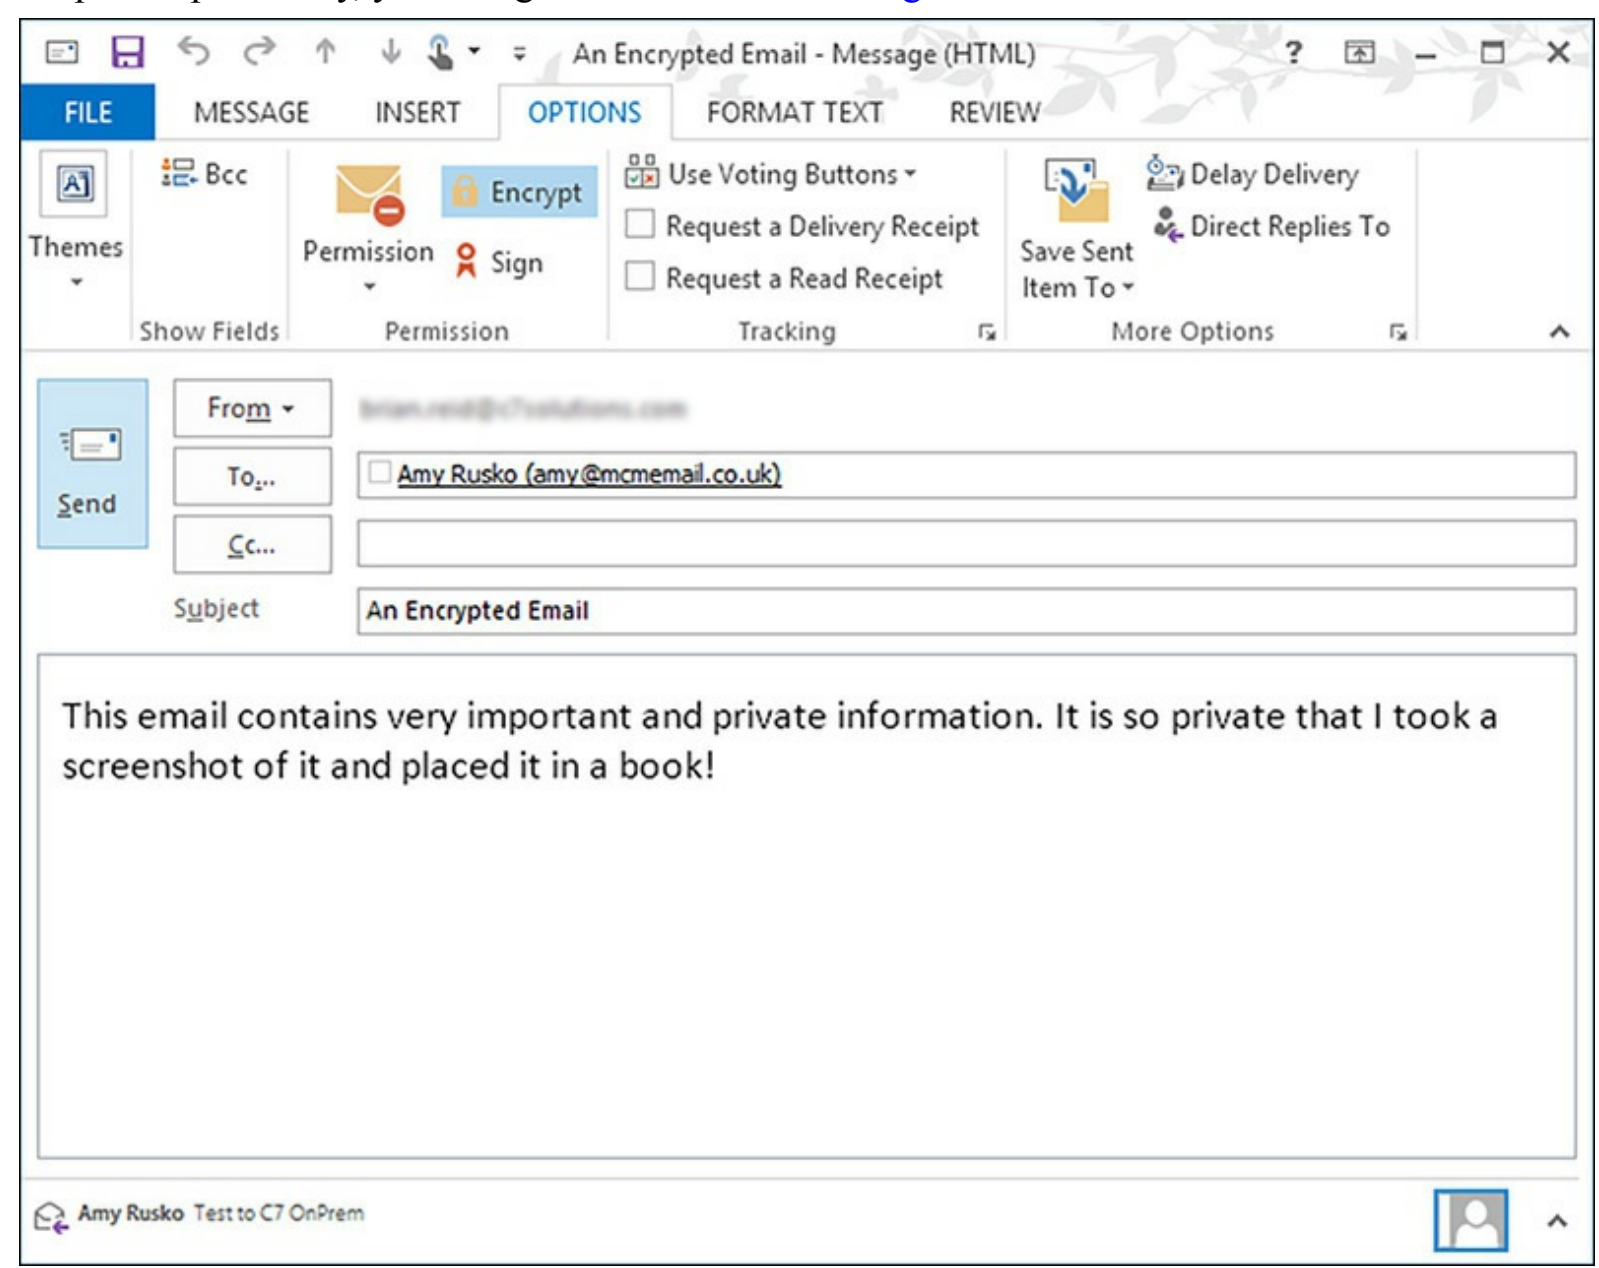 An Encrypted Email - Message (HTML) ?
FILE MESSAGE INSERT OPTIONS FORMAT TEXT REVIEW
Themes
Bcc
Show Fields
Permission
Encrypt
Sign
Permission
Use Voting Buttons
Request a Delivery Receipt
Request a Read Receipt
Tracking
Save Sent
Item To
Delay Delivery
Direct Replies To
More Options
Send
From
To...
Amy Rusko (amy@mcmemail.co.uk)
Cc...
Subject
An Encrypted Email
This email contains very important and private information. It is so private that I took a
screenshot of it and placed it in a book!
Amy Rusko Test to C7 OnPrem